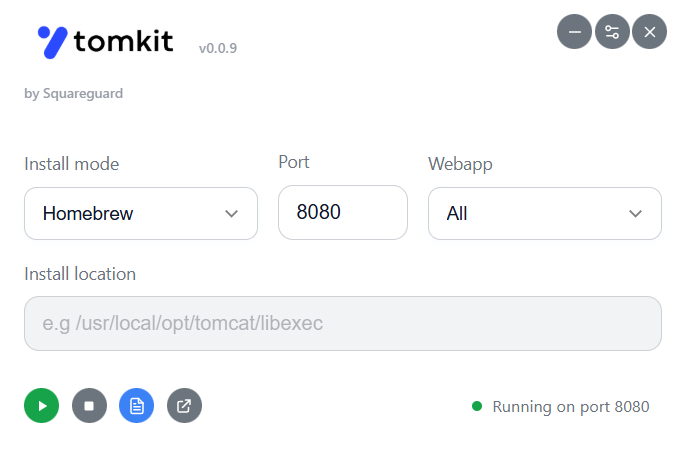 tomkit v0.0.9
by Squareguard
Install mode Port Webapp
Homebrew 8080 All
Install location
e.g /usr/local/opt/tomcat/libexec
Running on port 8080